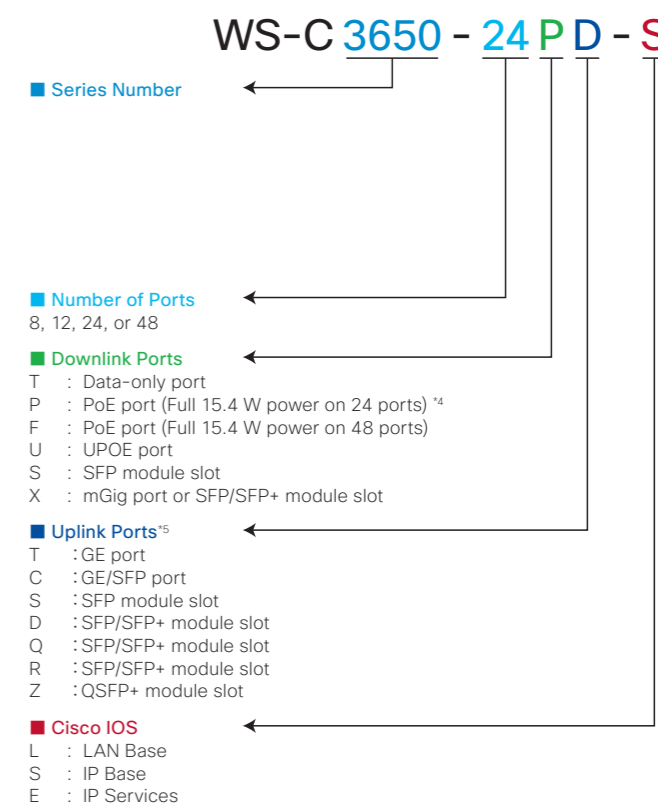 WS-C 3650 - 24 P D - S
■ Series Number
■ Number of Ports
8, 12, 24, or 48
■ Downlink Ports
T : Data-only port
P : PoE port (Full 15.4 W power on 24 ports) *4
F : PoE port (Full 15.4 W power on 48 ports)
U : UPOE port
S : SFP module slot
X : mGig port or SFP/SFP+ module slot
■ Uplink Ports*5
T : GE port
C : GE/SFP port
S : SFP module slot
D : SFP/SFP+ module slot
Q : SFP/SFP+ module slot
R : SFP/SFP+ module slot
Z : QSFP+ module slot
■ Cisco IOS
L : LAN Base
S : IP Base
E : IP Services